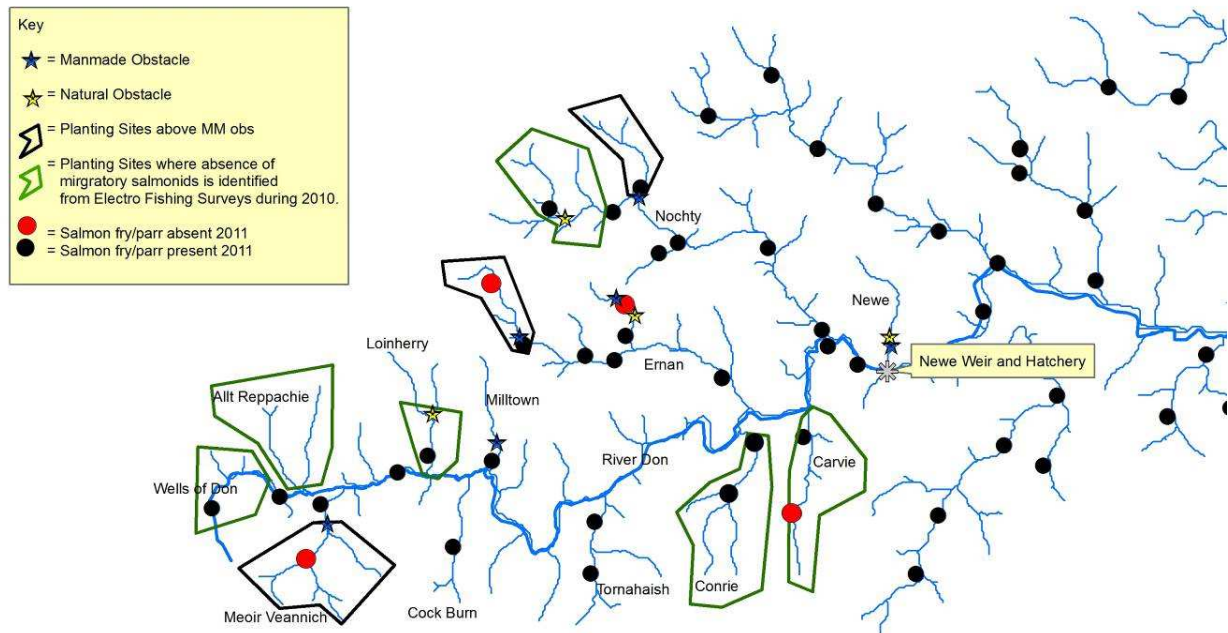 Key
= Manmade Obstacle
= Natural Obstacle
= Planting Sites above MM obs
= Planting Sites where absence of
mirgratory salmonids is identified
from Electro Fishing Surveys during 2010.
= Salmon fry/parr absent 2011
= Salmon fry/parr present 2011
Nochty
Newe
Loinherry
Ernan
Newe Weir and Hatchery
Allt Reppachie
Milltown
River Don
Carvie
Wells of Don
Conrie
Tornahaish
Meoir Veannich
Cock Burn